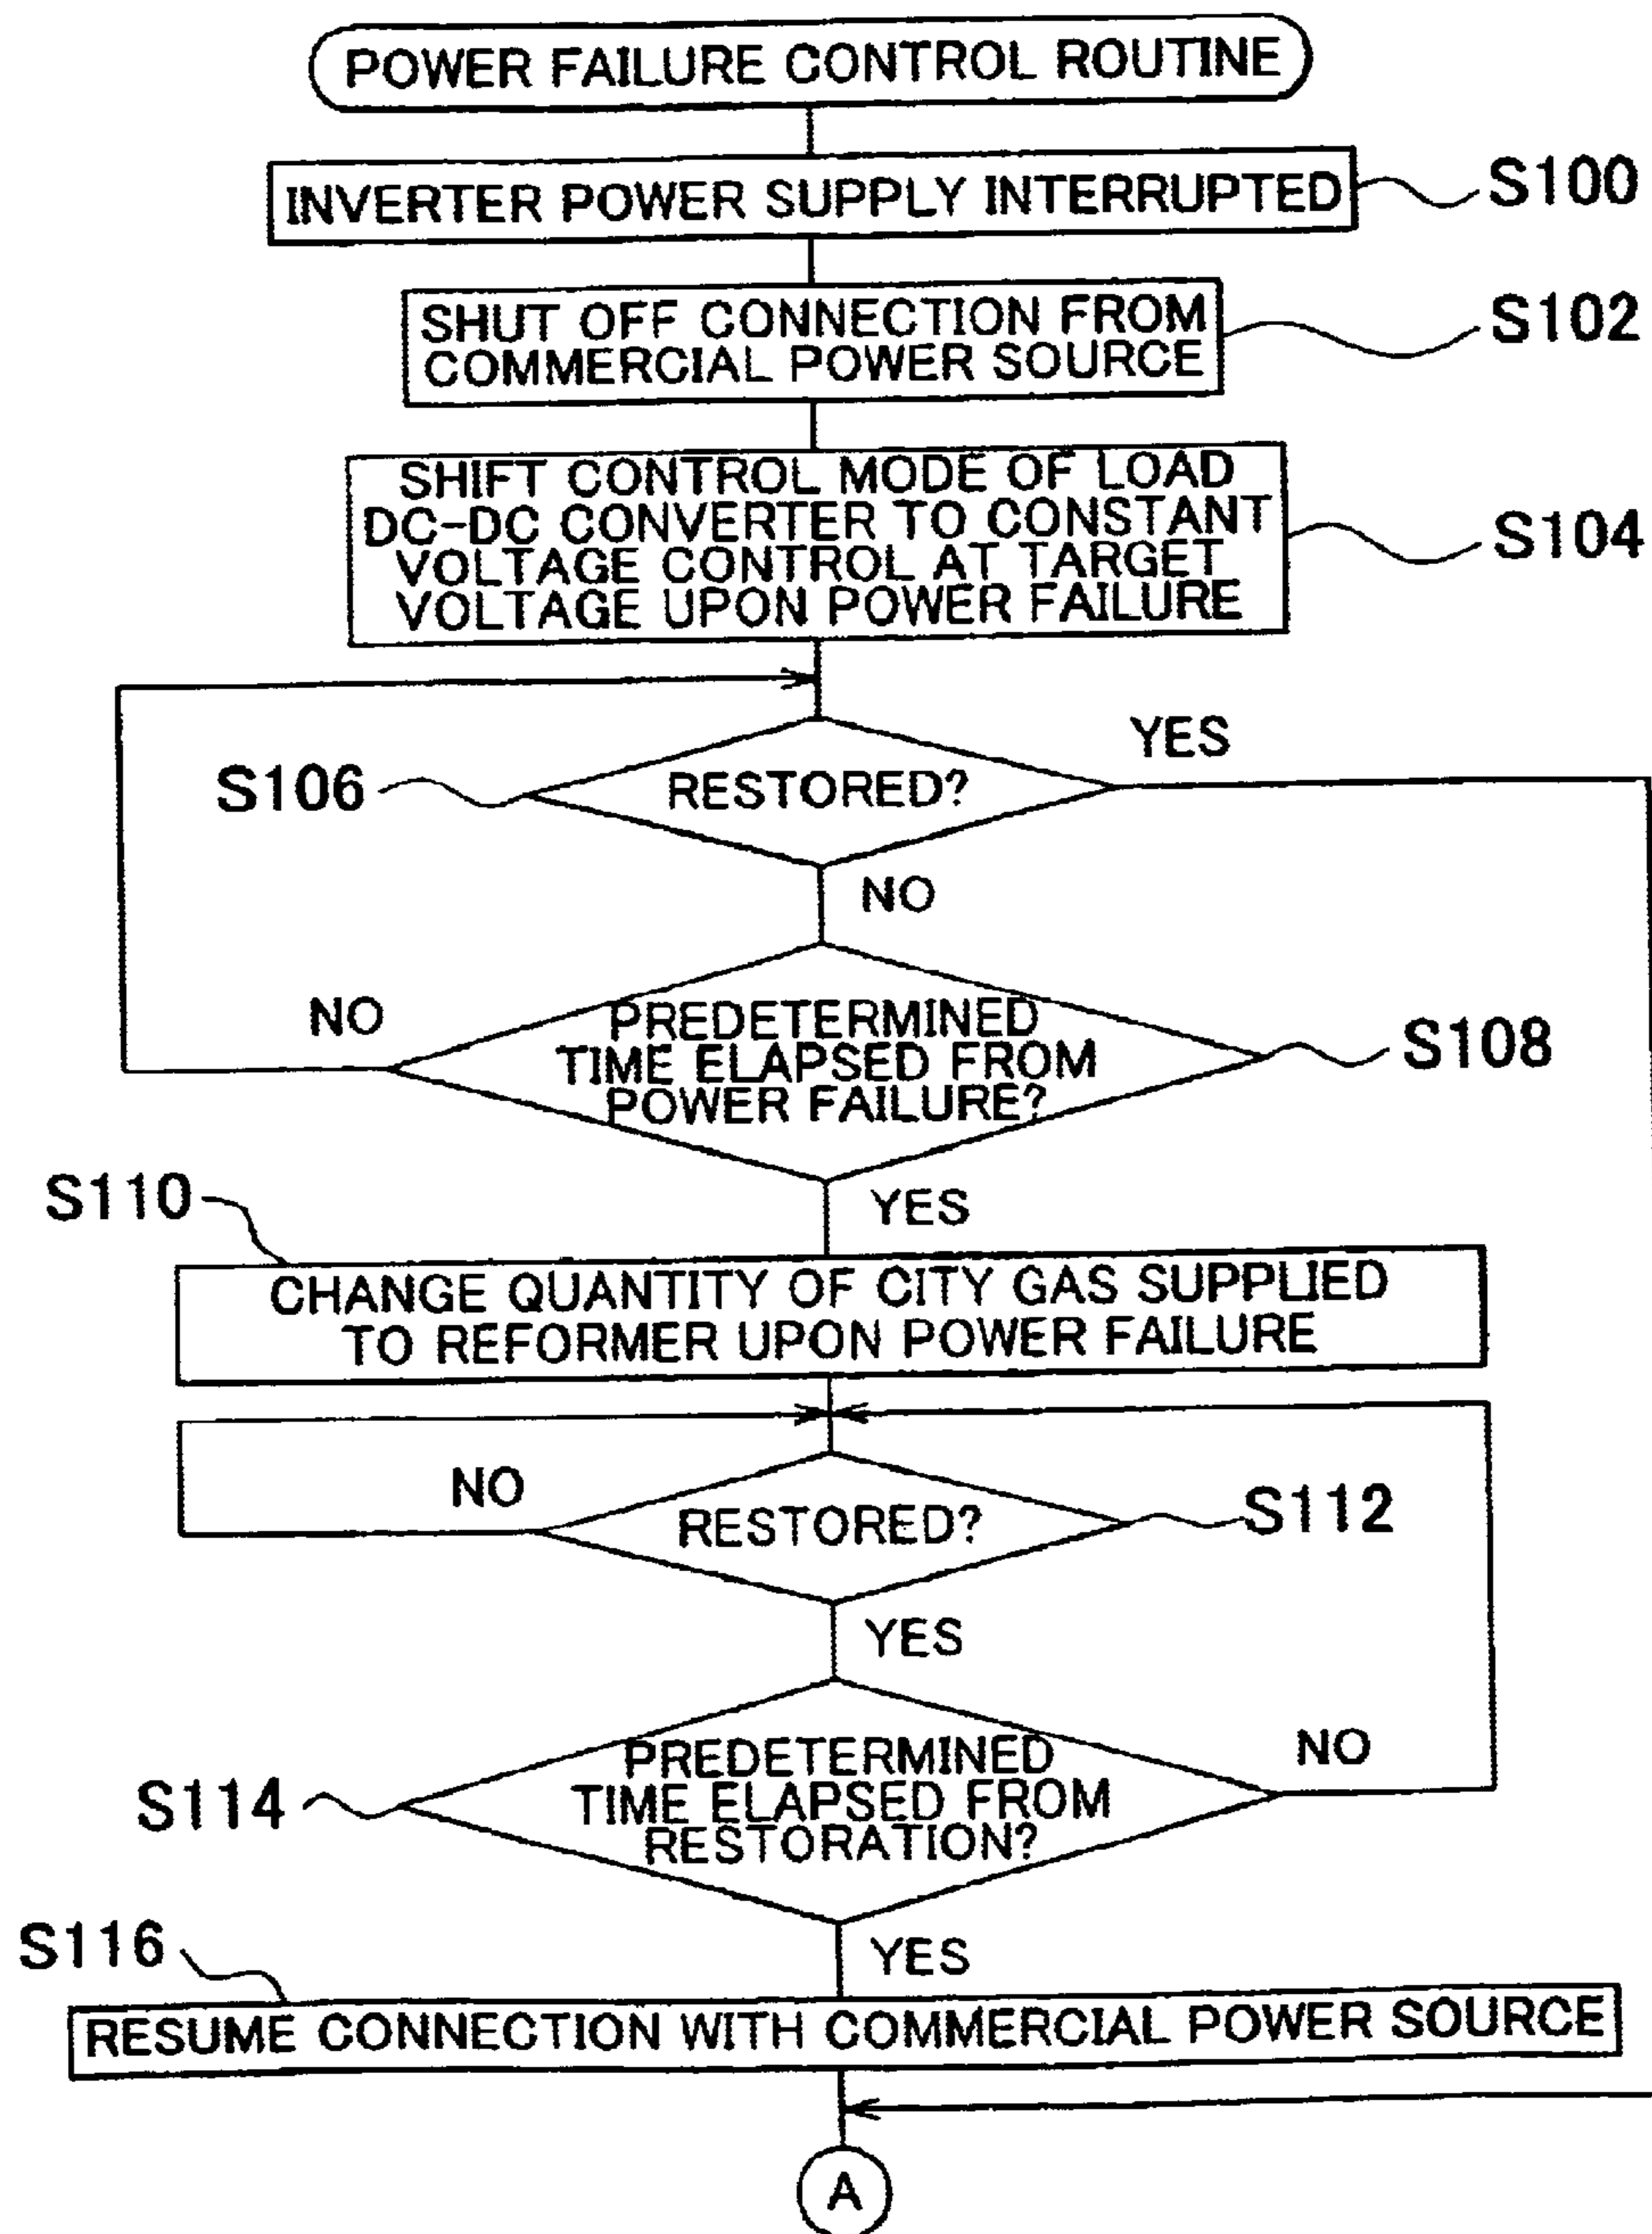 POWER FAILURE CONTROL ROUTINE
INVERTER POWER SUPPLY INTERRUPTED
S100
SHUT OFF CONNECTION FROM
COMMERCIAL POWER SOURCE
S102
SHIFT CONTROL MODE OF LOAD
DC-DC CONVERTER TO CONSTANT
VOLTAGE CONTROL AT TARGET
VOLTAGE UPON POWER FAILURE
S104
YES
S106
RESTORED?
NO
NO
PREDETERMINED
TIME ELAPSED FROM
POWER FAILURE?
S108
YES
S110
CHANGE QUANTITY OF CITY GAS SUPPLIED
TO REFORMER UPON POWER FAILURE
NO
RESTORED?
S112
YES
NO
PREDETERMINED
TIME ELAPSED FROM
RESTORATION?
S114
YES
S116
RESUME CONNECTION WITH COMMERCIAL POWER SOURCE
A